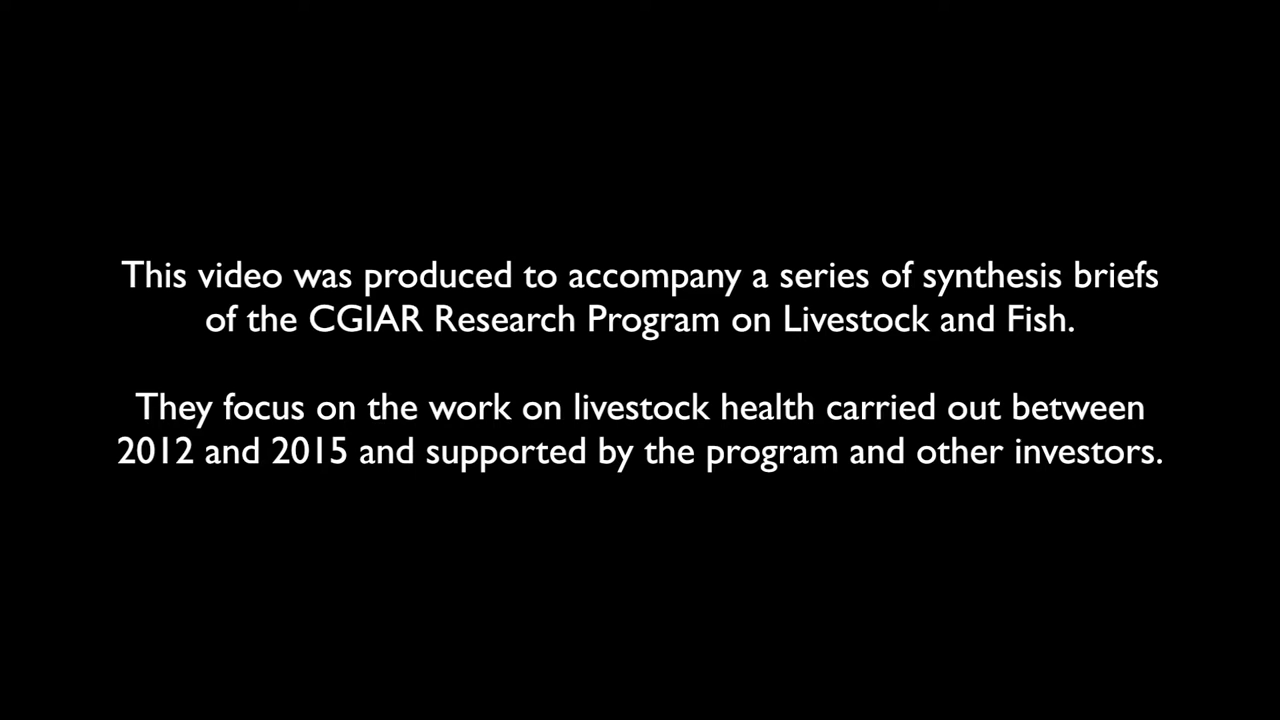 This video was produced to accompany a series of synthesis briefs
of the CGIAR Research Program on Livestock and Fish.
They focus on the work on livestock health carried out between
2012 and 2015 and supported by the program and other investors.